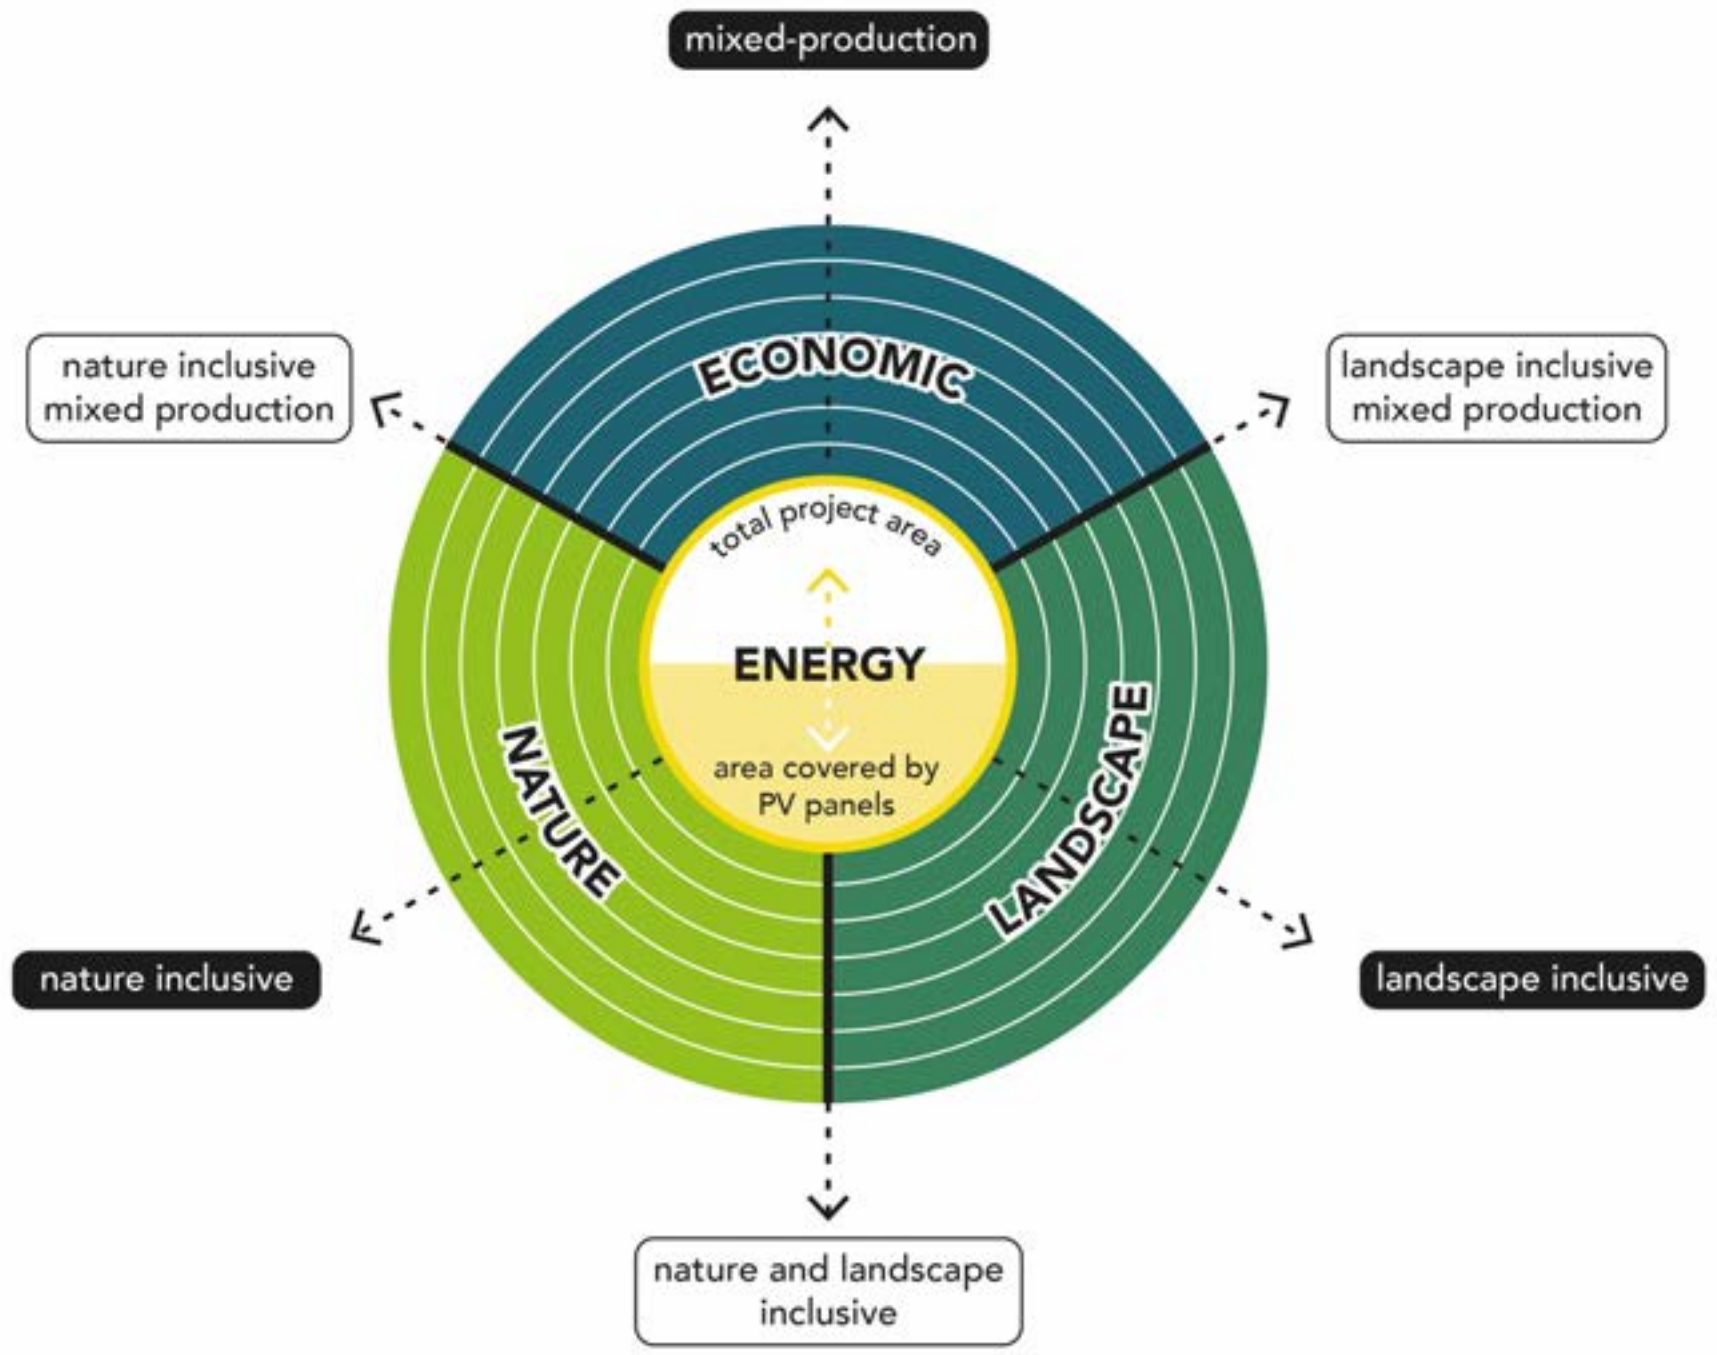 mixed-production
nature inclusive
mixed production
landscape inclusive
mixed production
ECONOMIC
total project area
ENERGY
area covered by
PV panels
NATURE
LANDSCAPE
nature inclusive
landscape inclusive
nature and landscape
inclusive